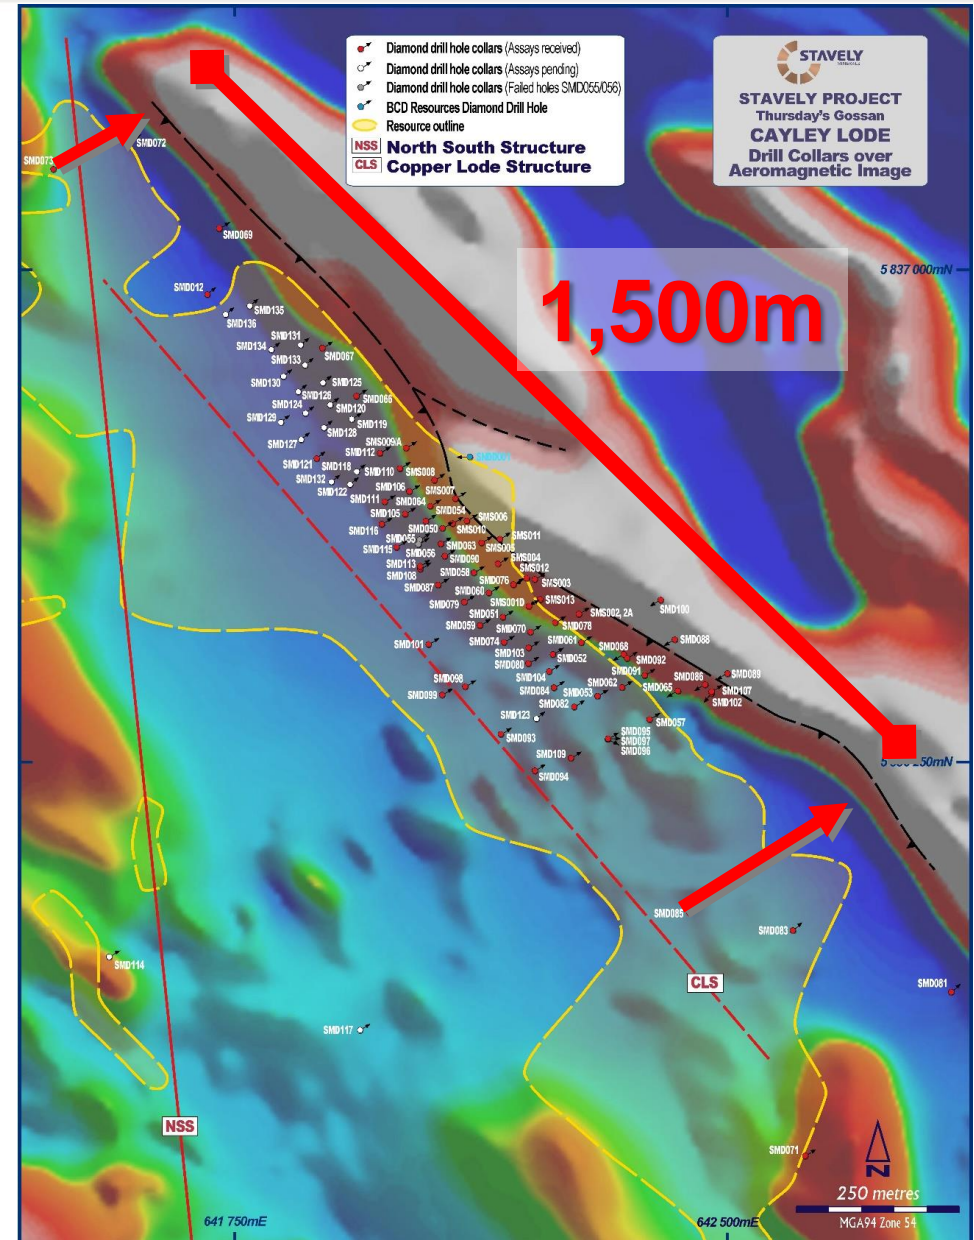 Diamond drill hole collars (Assays received)
Diamond drill hole collars (Assays pending)
Diamond drill hole collars (Failed holes SMD055/056)
BCD Resources Diamond Drill Hole
Resource outline
NSS North South Structure
CLS Copper Lode Structure
STAVELY
MINERALS
STAVELY PROJECT
Thursday's Gossan
CAYLEY LODE
Drill Collars over
Aeromagnetic Image
SMD072
SMD073
SMD069
1,500m
5 837 000mN
SMD012
SMD135
SMD136
SMD131
SMD134
SMD067
SMD133
SMD130
SMD125
SMD126
SMD066
SMD124
SMD120
SMD129
SMD119
SMD128
SMD127
SMS009/A
SMD112
SMD121
SMD118
SMD110
SMS008
SMD132
SMD122
SMD106
SMS007
SMD111
SMD064
SMD105
SMD054
SMS006
SMD116
SMD050
SMS010
SMS011
SMD055
SMD063
SMS005
SMD115
SMD056
SMD090
SMS004
SMD113
SMD058
SMS012
SMD108
SMD076
SMS003
SMD087
SMD060
SMD079
SMS001D
SMS013
SMD100
SMD051
SMS002, 2A
SMD059
SMD070
SMD078
SMD101
SMD074
SMD061
SMD088
SMD103
SMD068
SMD080
SMD052
SMD092
SMD104
SMD091
SMD086
SMD089
SMD098
SMD084
SMD062
SMD065
SMD107
SMD099
SMD053
SMD102
SMD082
SMD123
SMD057
SMD093
SMD095
SMD097
SMD096
SMD109
250mN
SMD094
SMD085
SMD083
SMD114
SMD081
CLS
SMD117
NSS
SMD071
N
250 metres
641 750mE
642 500mE
MGA94 Zone 54